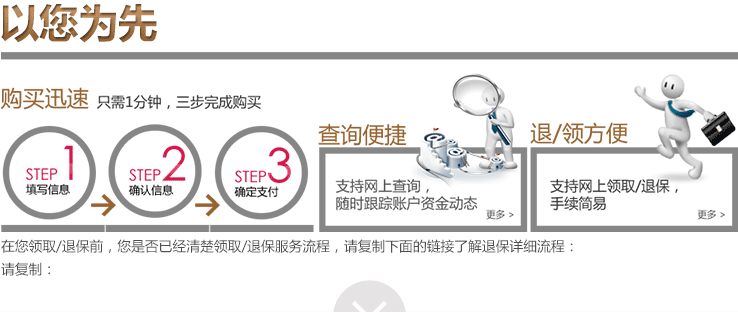 以您为先
购买迅速 只需1分钟，三步完成购买
STEP 1
填写信息
STEP 2
确认信息
STEP 3
确定支付
查询便捷
支持网上查询，
随时跟踪账户资金动态
更多 >
退/领方便
支持网上领取/退保，
手续简易
更多 >
在您领取/退保前，您是否已经清楚领取/退保服务流程，请复制下面的链接了解退保详细流程：
请复制：